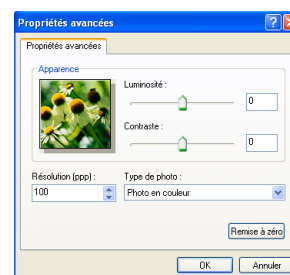 Propriétés avancées
Propriétés avancées
Apparence
Luminosité :
0
Contraste :
0
Résolution (ppp) : Type de photo :
100 Photo en couleur
Remise à zéro
OK Annuler